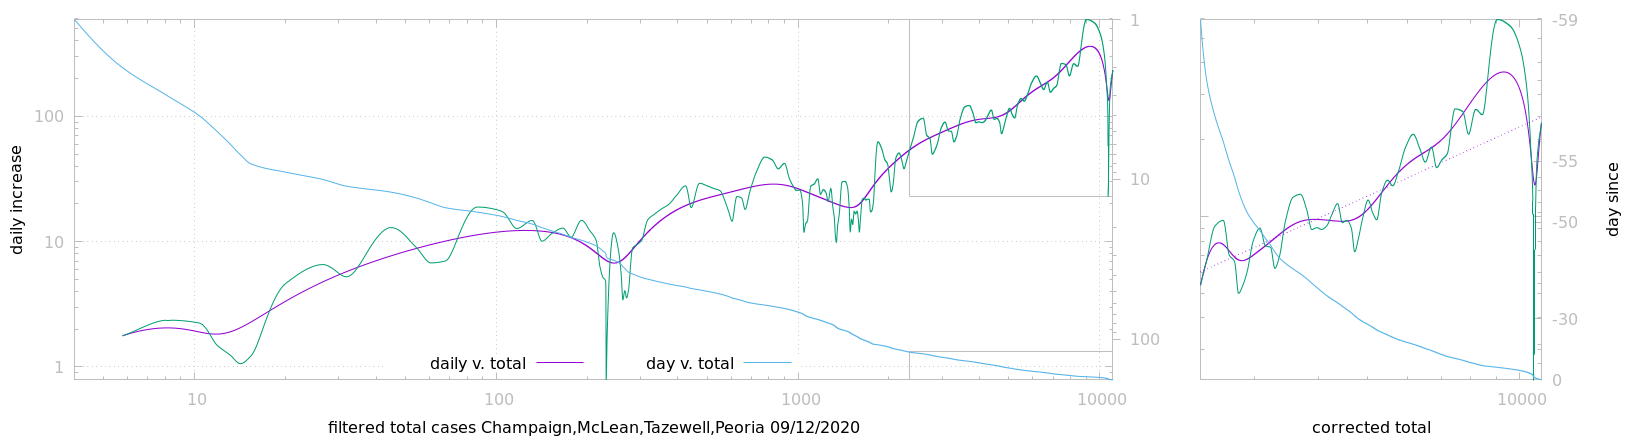 daily increase
100
10
1
10
100
1000
10000
1
10
100
daily v. total
day v. total
filtered total cases Champaign,McLean,Tazewell,Peoria 09/12/2020
-59
-55
-50
-30
0
day since
10000
corrected total